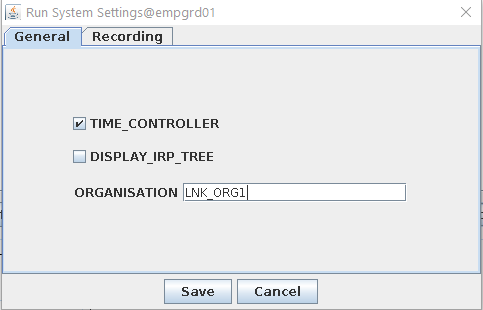 Run System Settings@empgrd01
General Recording
TIME_CONTROLLER
DISPLAY_IRP_TREE
ORGANISATION LNK_ORG1
Save Cancel